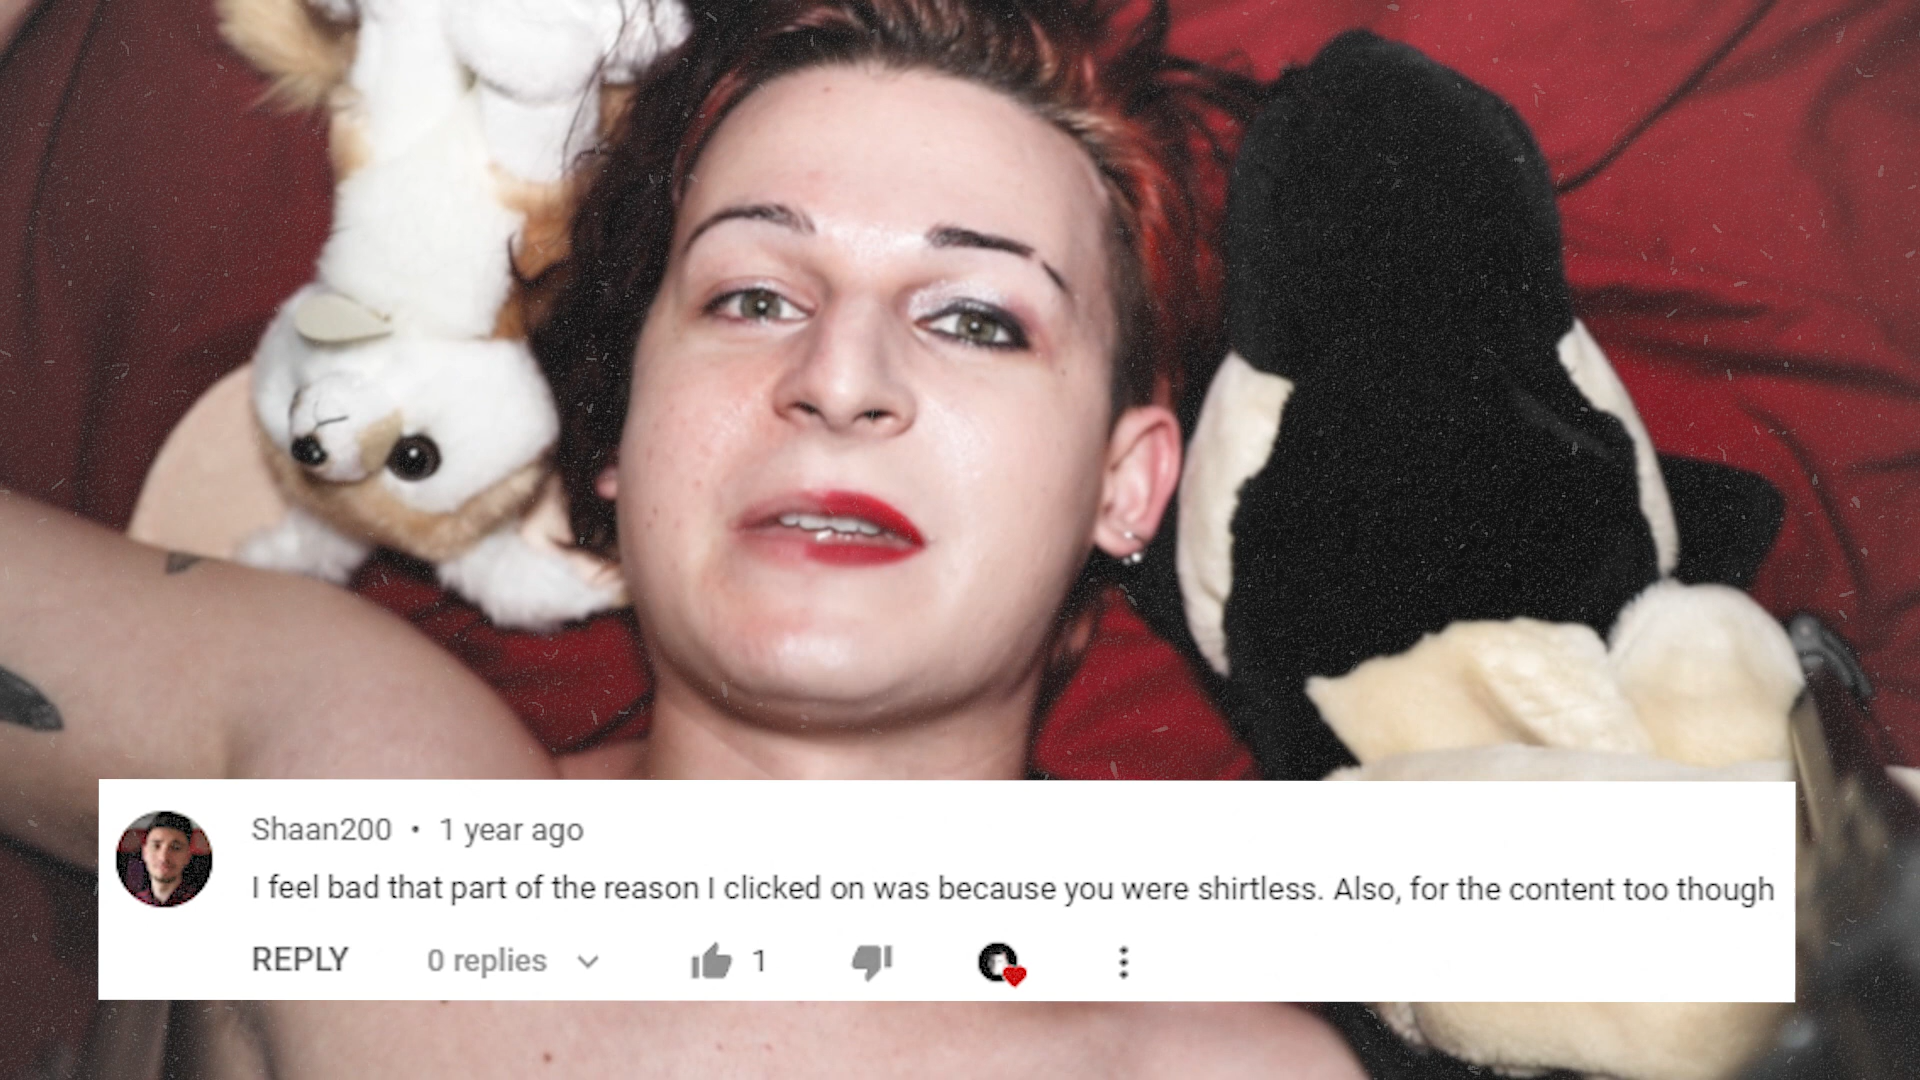 Shaan200 • 1 year ago
I feel bad that part of the reason I clicked on was because you were shirtless. Also, for the content too though
REPLY 0 replies 1